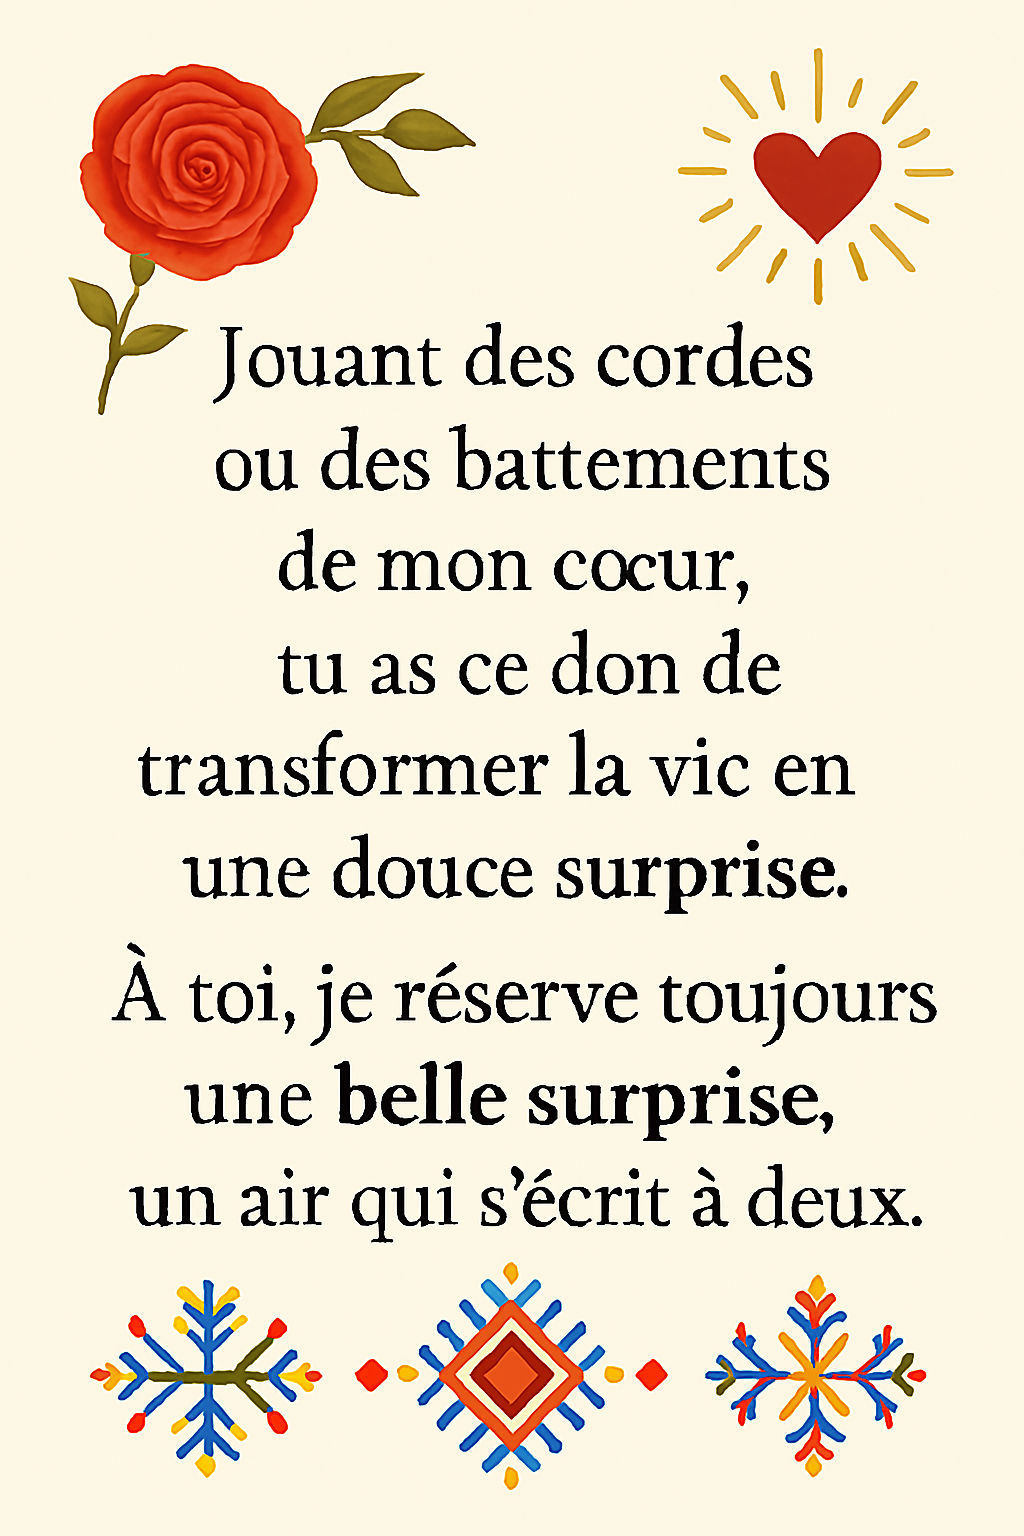 Jouant des cordes
ou des battements
de mon cocur,
tu as ce don de
transformer la vic en
une douce surprise.
À toi, je réserve toujours
une belle surprise,
un air qui s’écrit à deux.